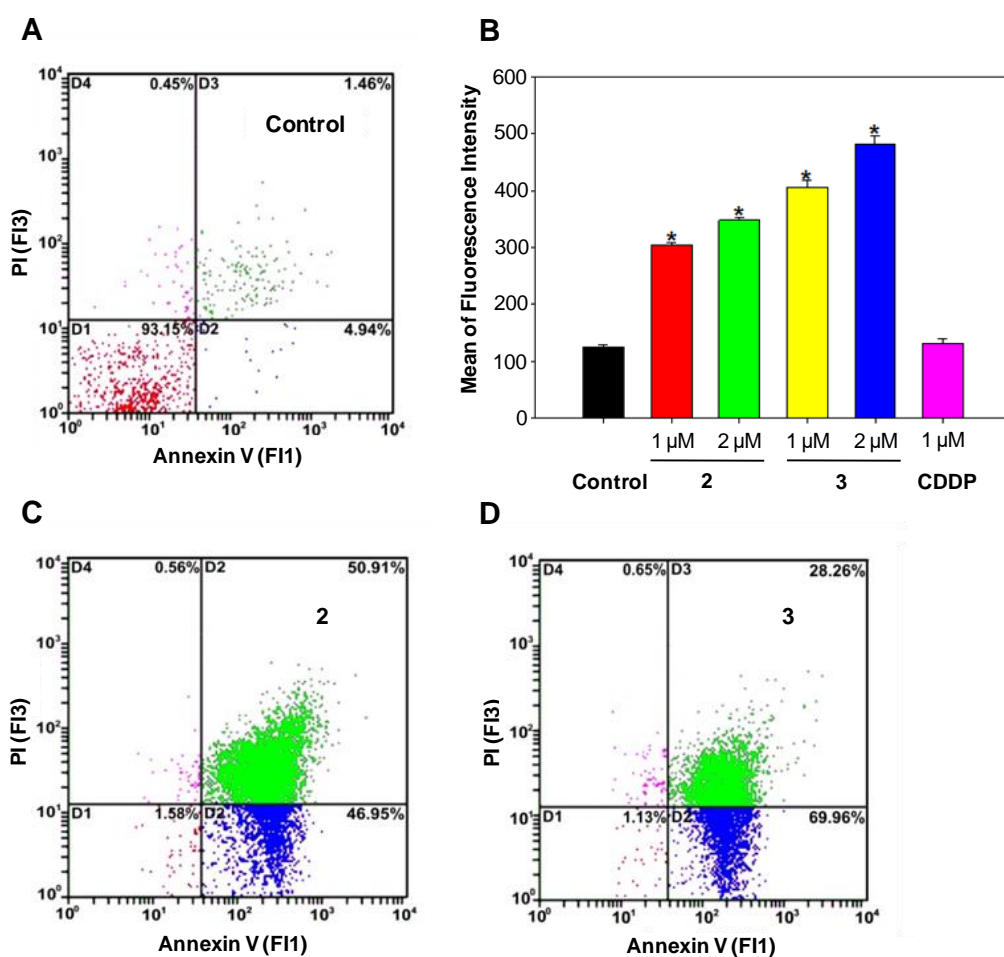 A
10⁴
10³
10²
10¹
10⁰
PI (Fl3)
D4 0.45% D3 1.46%
Control
D1 93.15% D2 4.94%
10⁰ 10¹ 10² 10³ 10⁴
Annexin V (Fl1)
B
600
500
400
300
200
100
0
Mean of Fluorescence Intensity
* * * *
1 µM 2 µM 1 µM 2 µM 1 µM
Control 2 3 CDDP
C
10⁴
10³
10²
10¹
10⁰
PI (Fl3)
D4 0.56% D2 50.91%
2
D1 1.58% D2 46.95%
10⁰ 10¹ 10² 10³ 10⁴
Annexin V (Fl1)
D
10⁴
10³
10²
10¹
10⁰
PI (Fl3)
D4 0.65% D3 28.26%
3
D1 1.13% D2 69.96%
10⁰ 10¹ 10² 10³ 10⁴
Annexin V (Fl1)